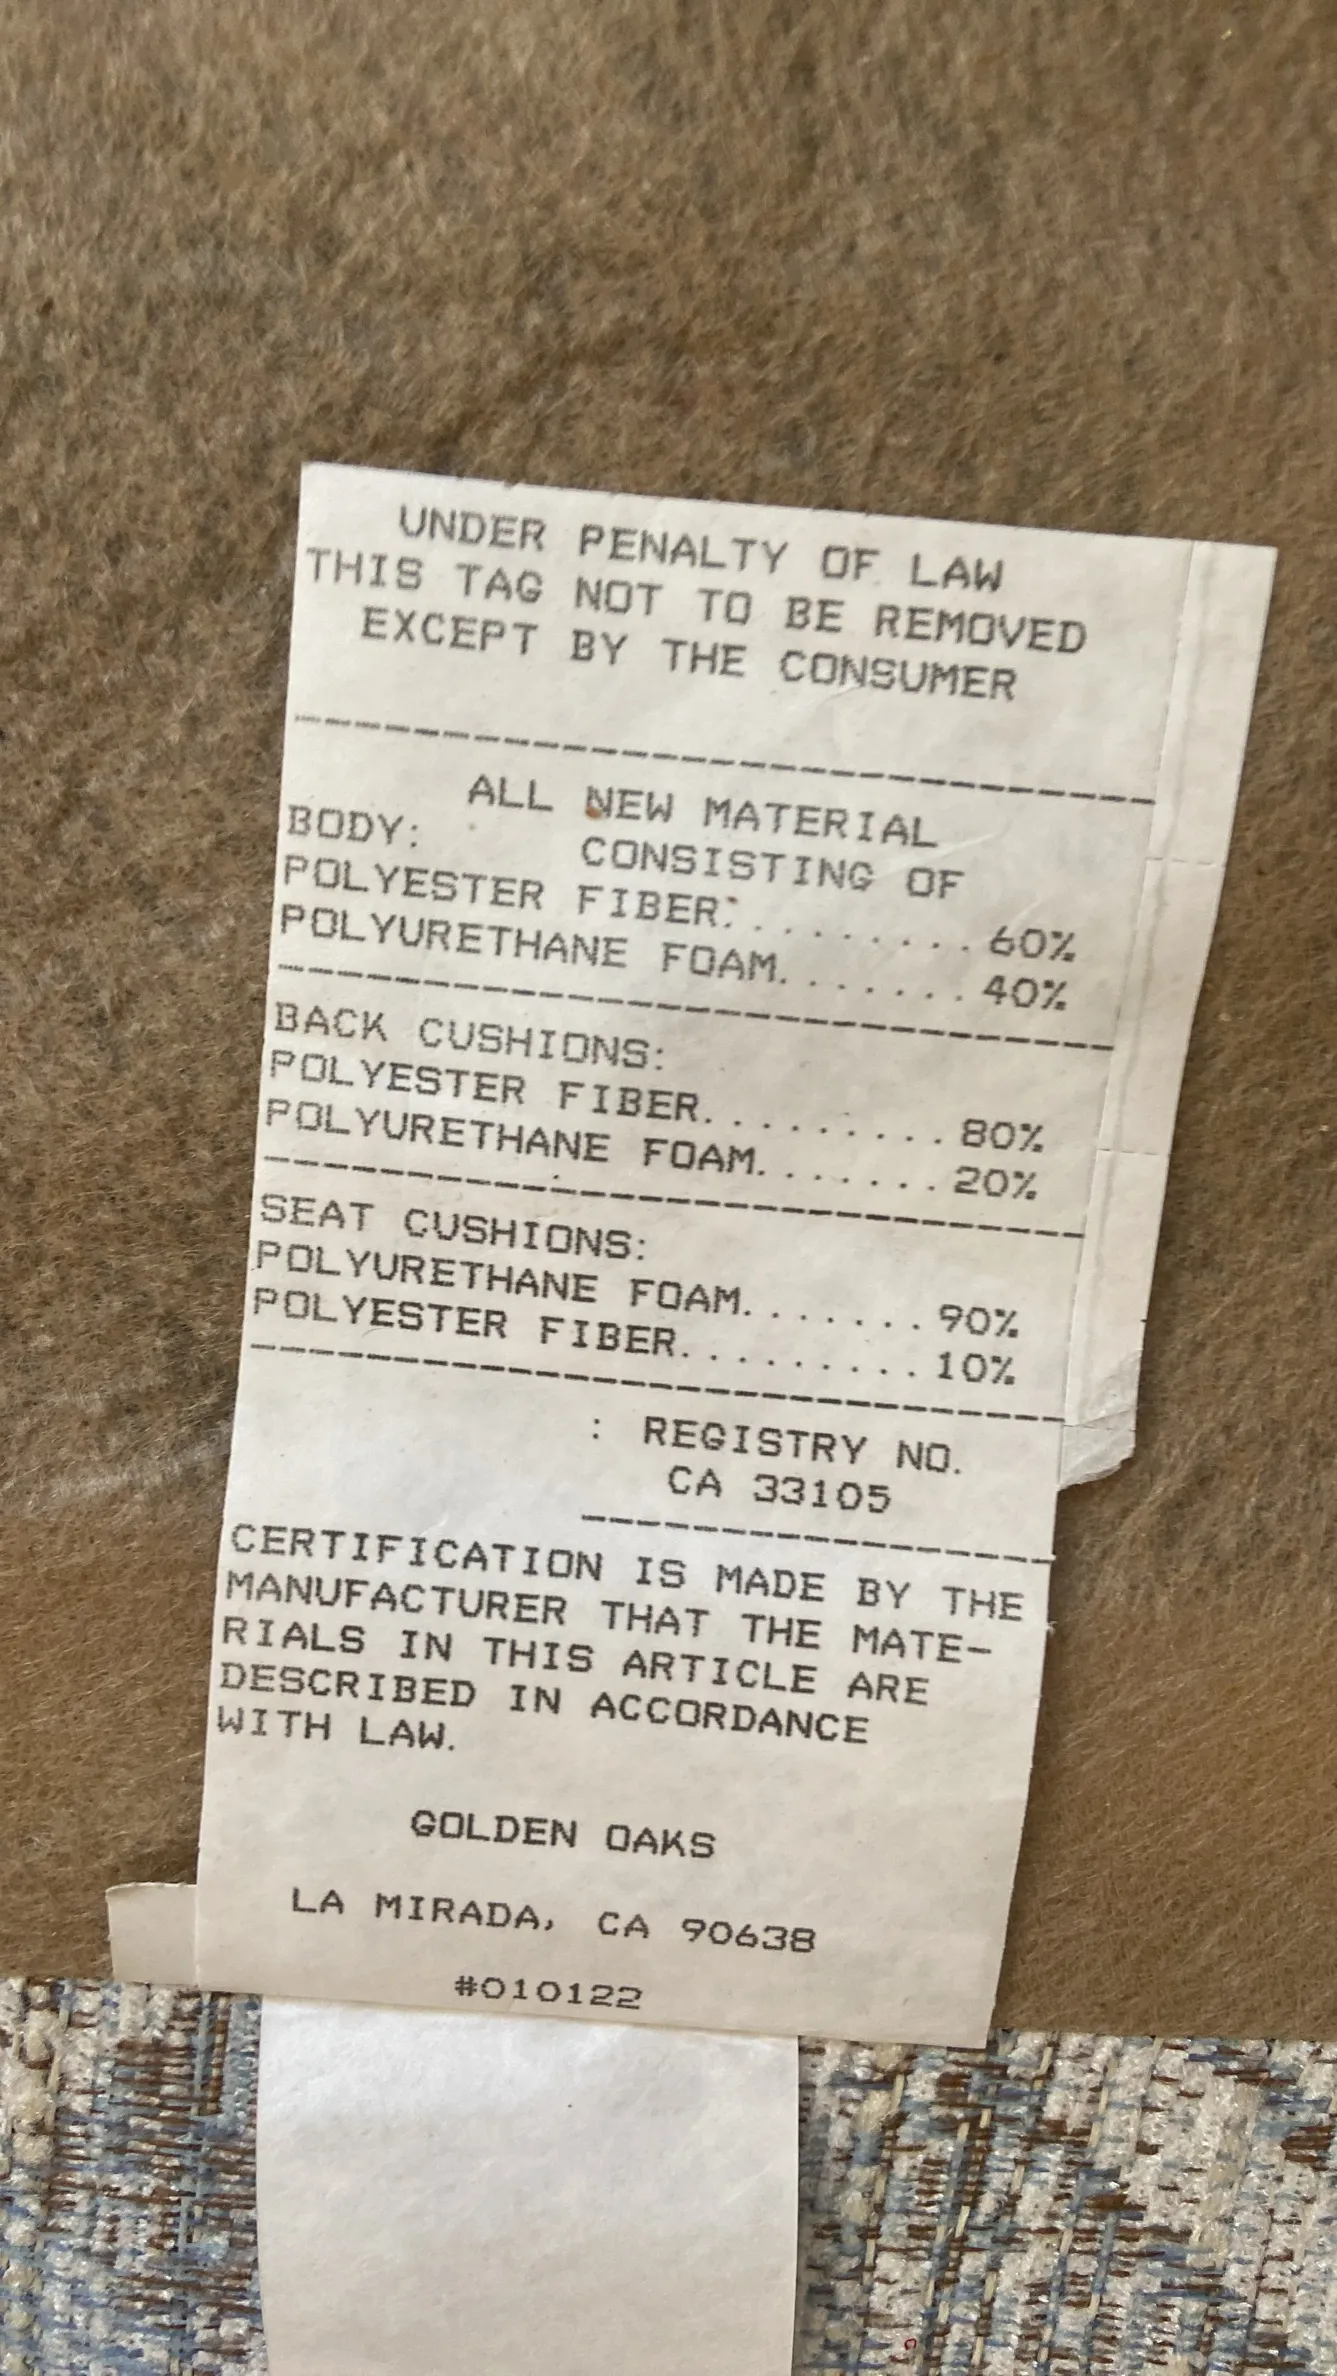 UNDER PENALTY OF LAW
THIS TAG NOT TO BE REMOVED
EXCEPT BY THE CONSUMER
ALL NEW MATERIAL
BODY: CONSISTING OF
POLYESTER FIBER..........60%
POLYURETHANE FOAM.......40%
BACK CUSHIONS:
POLYESTER FIBER.........80%
POLYURETHANE FOAM.......20%
SEAT CUSHIONS:
POLYURETHANE FOAM.......90%
POLYESTER FIBER.........10%
: REGISTRY NO.
CA 33105
CERTIFICATION IS MADE BY THE
MANUFACTURER THAT THE MATE-
RIALS IN THIS ARTICLE ARE
DESCRIBED IN ACCORDANCE
WITH LAW.
GOLDEN OAKS
LA MIRADA, CA 90638
#010122